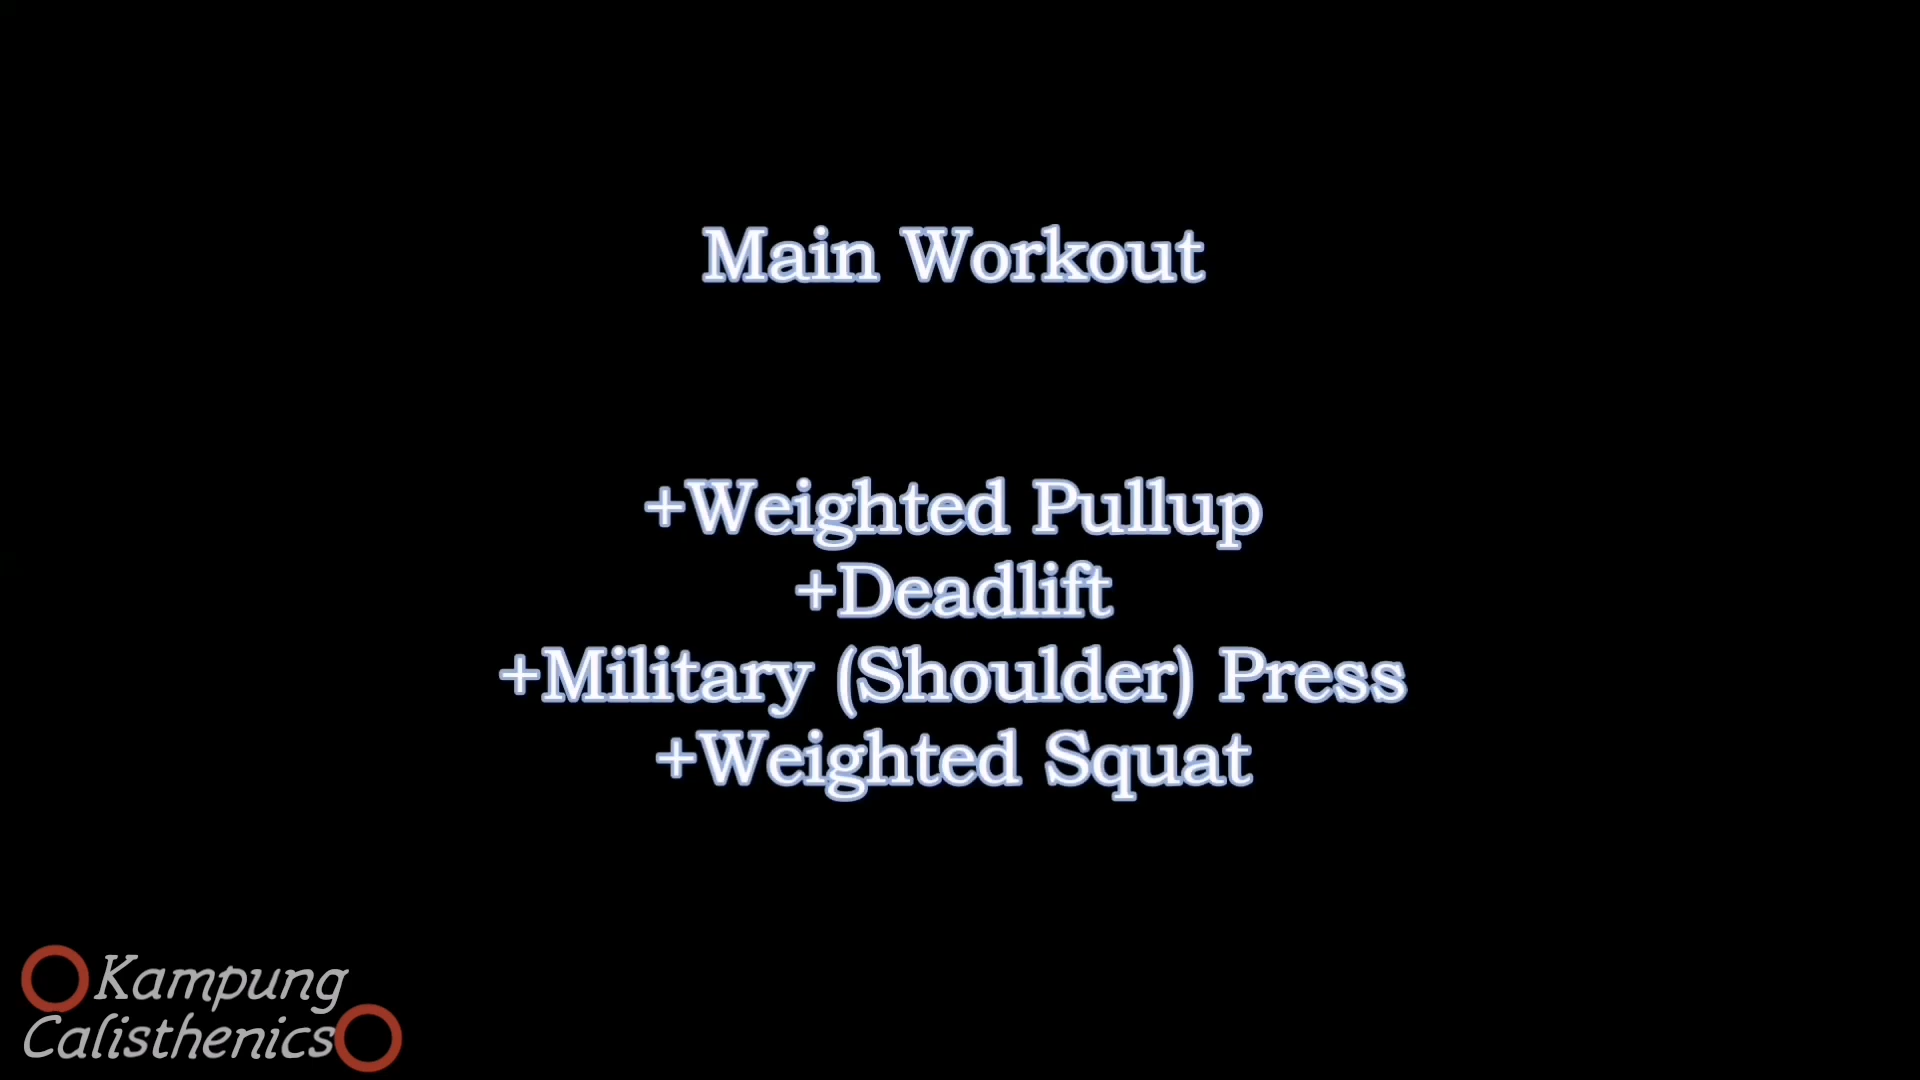 Main Workout
+Weighted Pullup
+Deadlift
+Military (Shoulder) Press
+Weighted Squat
Kampung
Calisthenics